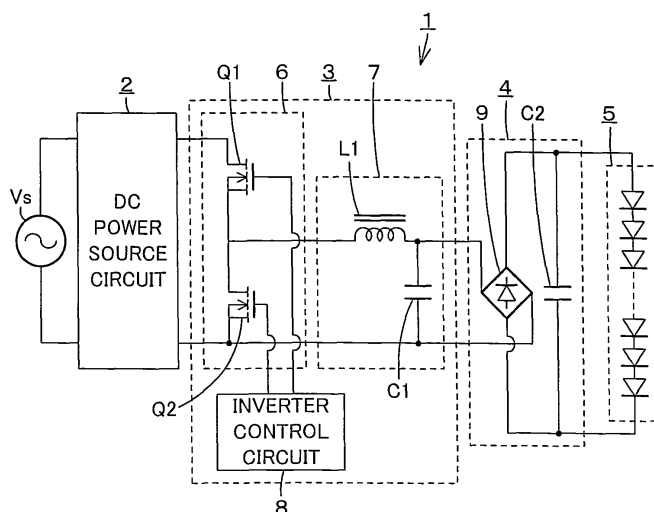 1
2
3
6
7
Q1
9
4
C2
5
L1
Vs
DC
POWER
SOURCE
CIRCUIT
Q2
C1
INVERTER
CONTROL
CIRCUIT
8